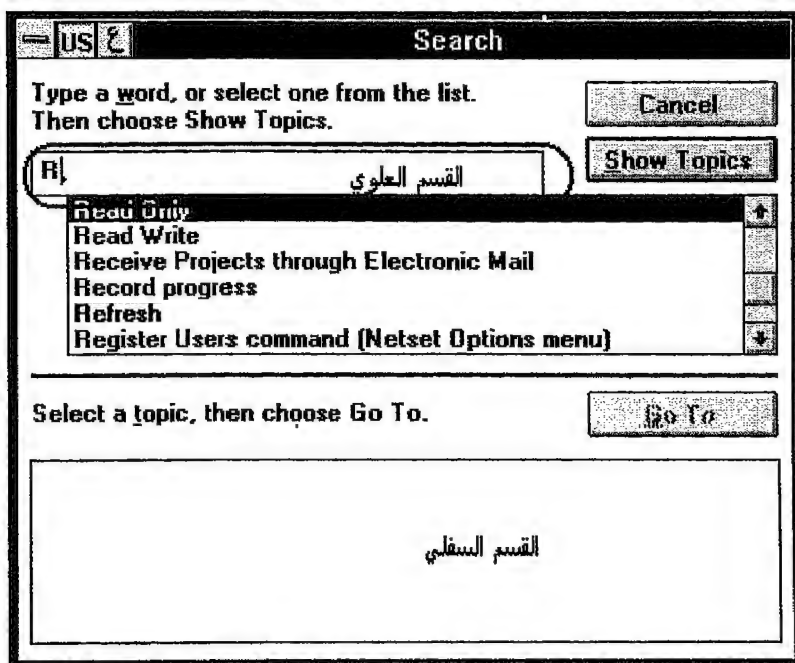 US ع Search
Type a word, or select one from the list.
Then choose Show Topics.
Cancel
Show Topics
R
القسم العلوي
Read Only
Read Write
Receive Projects through Electronic Mail
Record progress
Refresh
Register Users command (Netset Options menu)
Select a topic, then choose Go To.
Go To
القسم السفلي